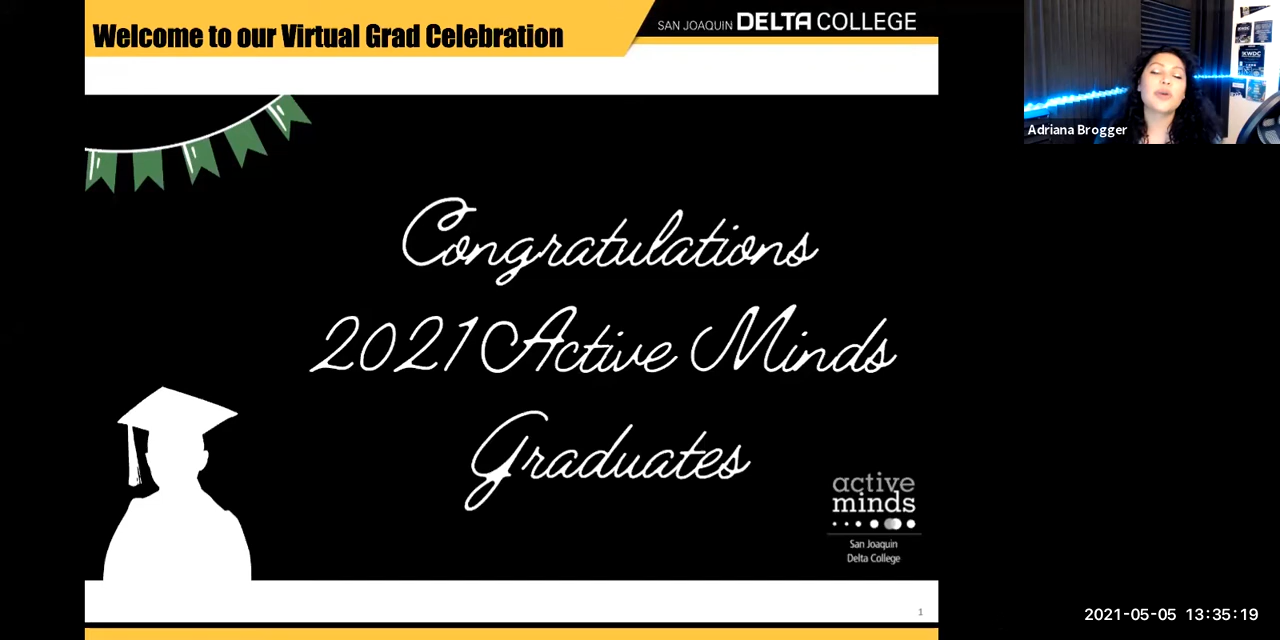 Welcome to our Virtual Grad Celebration
SAN JOAQUIN DELTA COLLEGE
Adriana Brogger
Congratulations
2021 Active Minds
Graduates
active
minds
San Joaquin
Delta College
1
2021-05-05 13:35:19